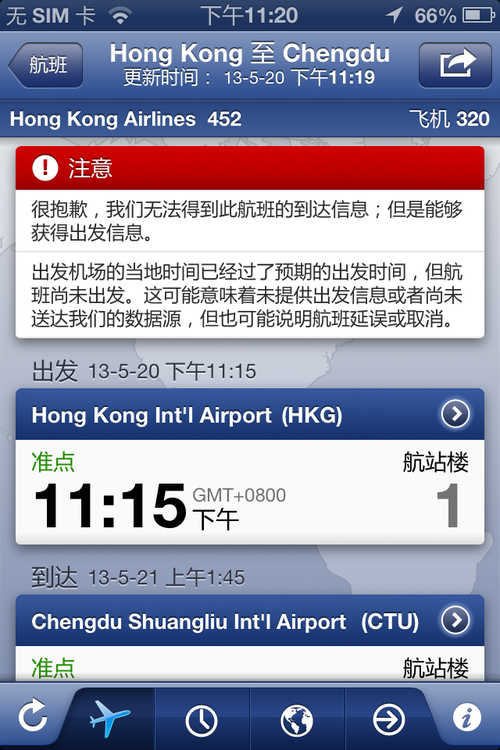 无 SIM 卡 下午11:20 66%
航班
Hong Kong 至 Chengdu
更新时间： 13-5-20 下午11:19
Hong Kong Airlines 452 飞机 320
注意
很抱歉，我们无法得到此航班的到达信息；但是能够
获得出发信息。
出发机场的当地时间已经过了预期的出发时间，但航
班尚未出发。这可能意味着未提供出发信息或者尚未
送达我们的数据源，但也可能说明航班延误或取消。
出发 13-5-20 下午11:15
Hong Kong Int'l Airport (HKG)
准点 航站楼
11:15 GMT+0800 下午 1
到达 13-5-21 上午1:45
Chengdu Shuangliu Int'l Airport (CTU)
准点 航站楼